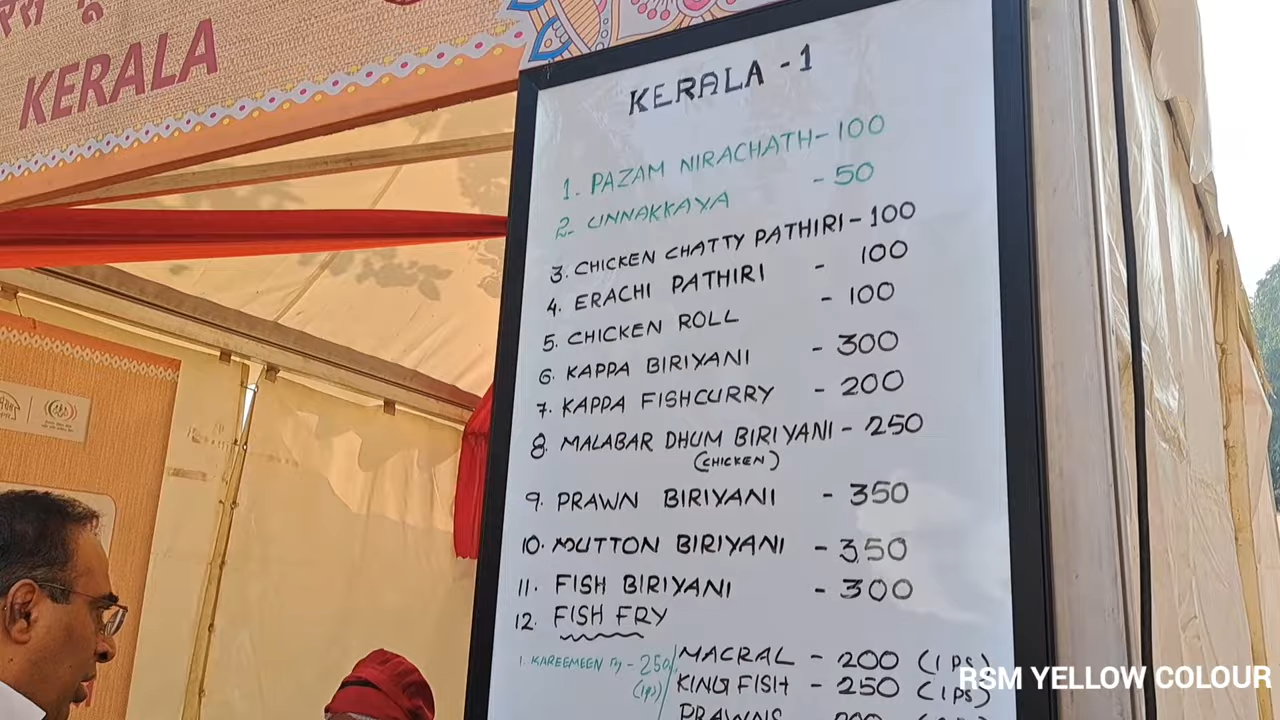 KERALA
KERALA - 1
1. PAZAM NIRACHATH - 100
2. UNNAKKAYA - 50
3. CHICKEN CHATTY PATHIRI - 100
4. ERACHI PATHIRI - 100
5. CHICKEN ROLL - 100
6. KAPPA BIRIYANI - 300
7. KAPPA FISHCURRY - 200
8. MALABAR DHUM BIRIYANI - 250
(CHICKEN)
9. PRAWN BIRIYANI - 350
10. MUTTON BIRIYANI - 350
11. FISH BIRIYANI - 300
12. FISH FRY
1. KAREEMEEN Fry - 250/
(1ps)
MACRAL - 200 (1 PS)
KING FISH - 250 (1 PS)
PRAWNS
RSM YELLOW COLOUR